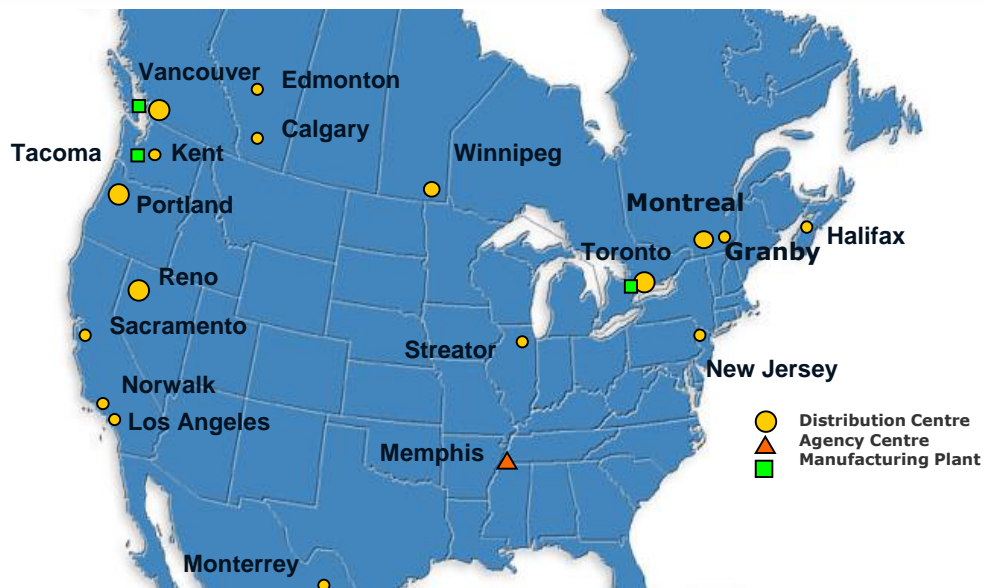 Vancouver
Edmonton
Calgary
Tacoma
Kent
Winnipeg
Portland
Montreal
Halifax
Toronto
Granby
Reno
Sacramento
Streator
New Jersey
Norwalk
Los Angeles
Memphis
Distribution Centre
Agency Centre
Manufacturing Plant
Monterrey